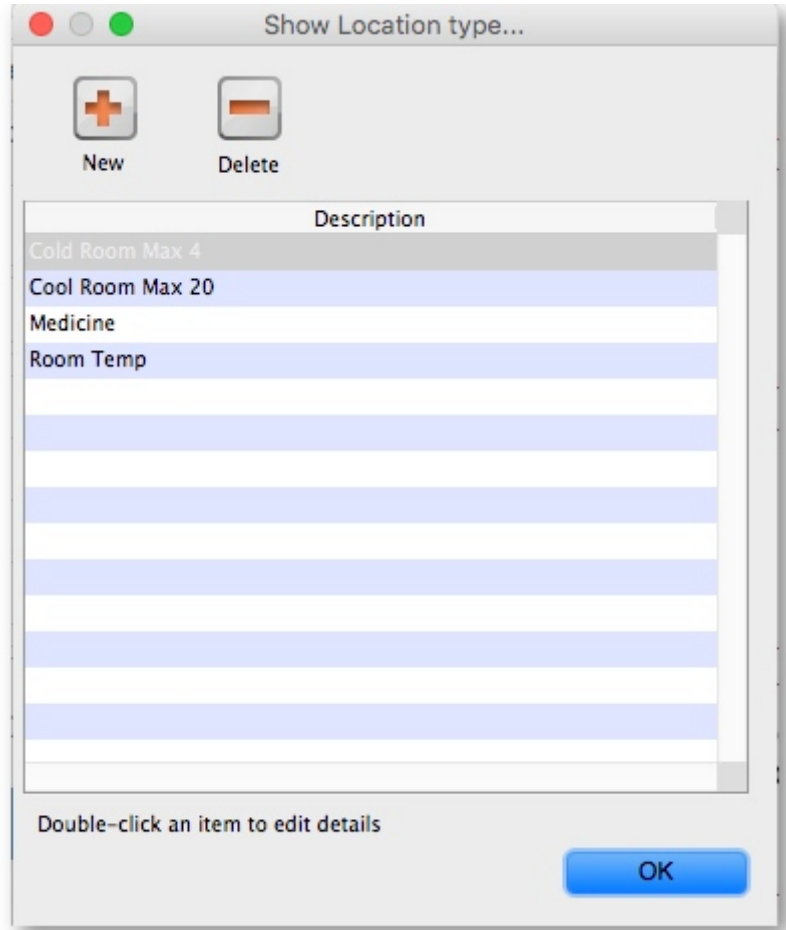 Show Location type...
New Delete
Description
Cold Room Max 4
Cool Room Max 20
Medicine
Room Temp
Double-click an item to edit details
OK